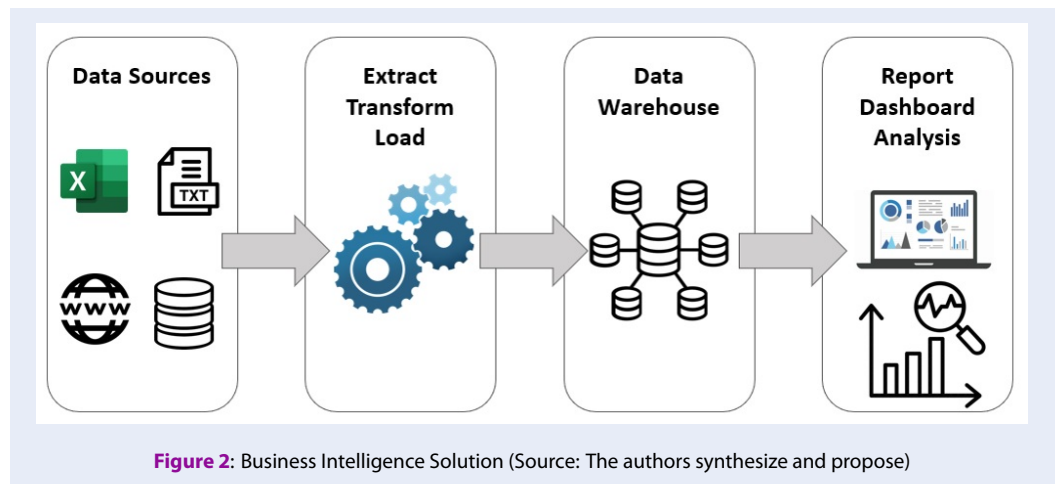 Data Sources
X
TXT
WWW
Extract
Transform
Load
Data
Warehouse
Report
Dashboard
Analysis
Figure 2: Business Intelligence Solution (Source: The authors synthesize and propose)